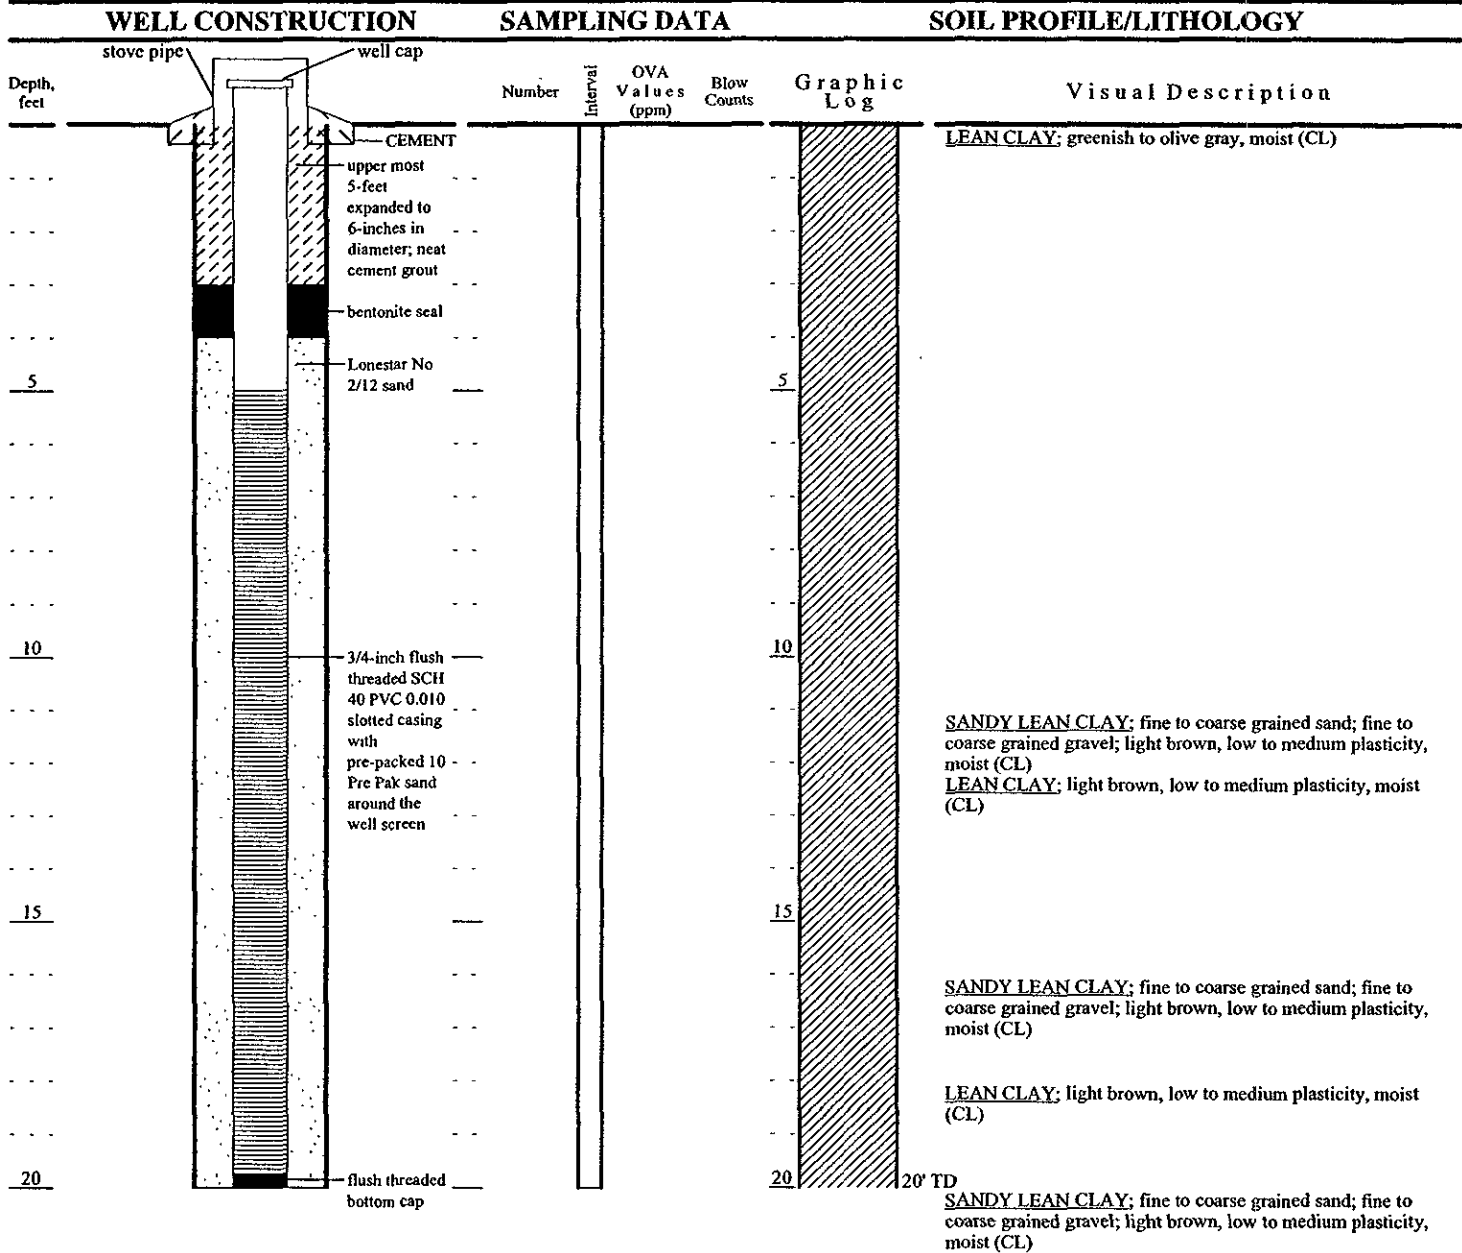 WELL CONSTRUCTION
SAMPLING DATA
SOIL PROFILE/LITHOLOGY
stove pipe
well cap
Depth,
feet
Number
Interval
OVA
Values
(ppm)
Blow
Counts
Graphic
Log
Visual Description
CEMENT
upper most
5-feet
expanded to
6-inches in
diameter; neat
cement grout
bentonite seal
Lonestar No
2/12 sand
3/4-inch flush
threaded SCH
40 PVC 0.010
slotted casing
with
pre-packed 10
Pre Pak sand
around the
well screen
flush threaded
bottom cap
5
10
15
20
5
10
15
20
20' TD
LEAN CLAY; greenish to olive gray, moist (CL)
SANDY LEAN CLAY; fine to coarse grained sand; fine to
coarse grained gravel; light brown, low to medium plasticity,
moist (CL)
LEAN CLAY; light brown, low to medium plasticity, moist
(CL)
SANDY LEAN CLAY; fine to coarse grained sand; fine to
coarse grained gravel; light brown, low to medium plasticity,
moist (CL)
LEAN CLAY; light brown, low to medium plasticity, moist
(CL)
SANDY LEAN CLAY; fine to coarse grained sand; fine to
coarse grained gravel; light brown, low to medium plasticity,
moist (CL)